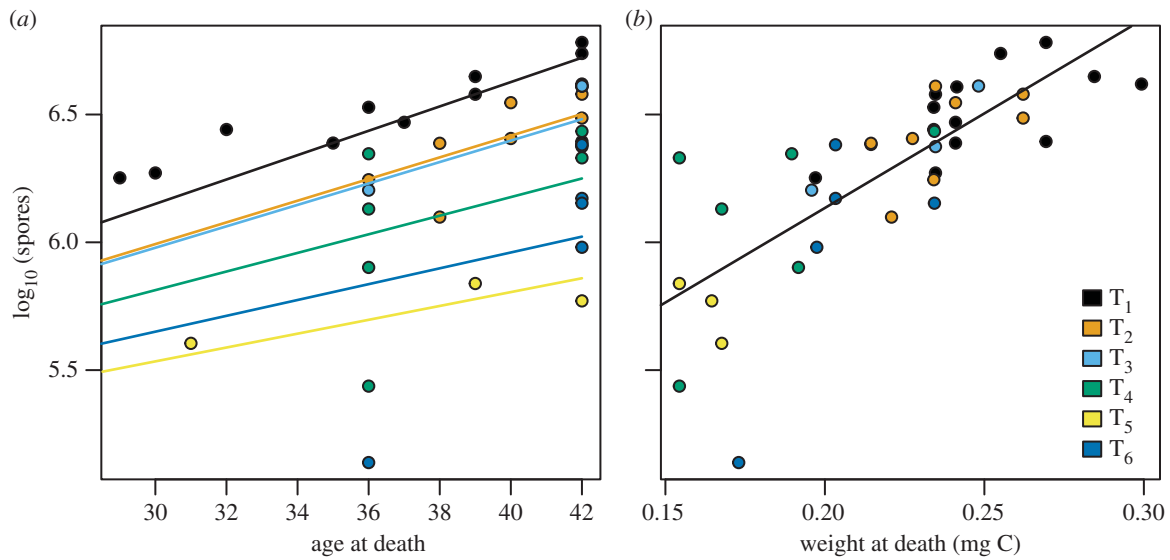 (a)
(b)
log₁₀ (spores)
6.5
6.0
5.5
30 32 34 36 38 40 42
age at death
0.15 0.20 0.25 0.30
weight at death (mg C)
T₁
T₂
T₃
T₄
T₅
T₆